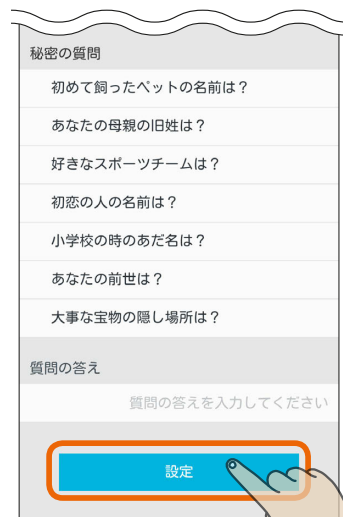 秘密の質問
初めて飼ったペットの名前は？
あなたの母親の旧姓は？
好きなスポーツチームは？
初恋の人の名前は？
小学校の時のあだ名は？
あなたの前世は？
大事な宝物の隠し場所は？
質問の答え
質問の答えを入力してください
設定